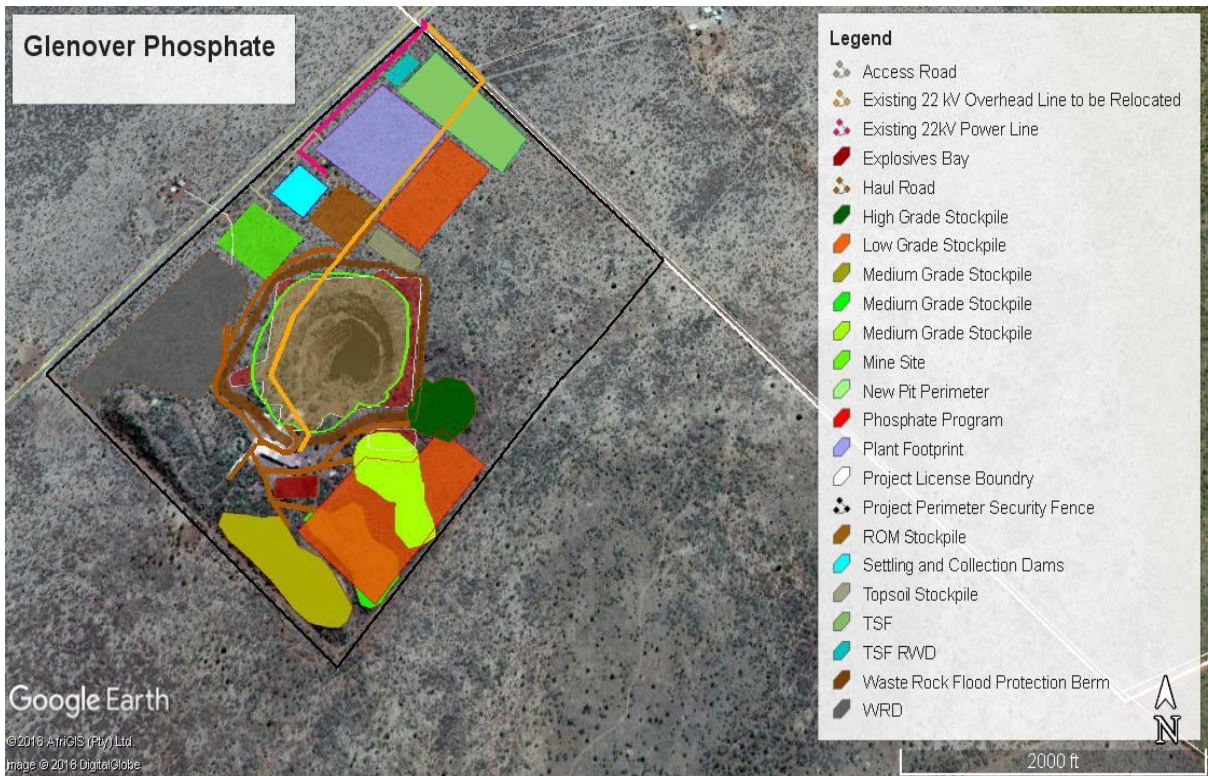 Glenover Phosphate
Legend
Access Road
Existing 22 kV Overhead Line to be Relocated
Existing 22kV Power Line
Explosives Bay
Haul Road
High Grade Stockpile
Low Grade Stockpile
Medium Grade Stockpile
Medium Grade Stockpile
Medium Grade Stockpile
Mine Site
New Pit Perimeter
Phosphate Program
Plant Footprint
Project License Boundry
Project Perimeter Security Fence
ROM Stockpile
Settling and Collection Dams
Topsoil Stockpile
TSF
TSF RWD
Waste Rock Flood Protection Berm
WRD
Google Earth
© 2018 AfriGIS (Pty) Ltd.
Image © 2018 DigitalGlobe
N
2000 ft